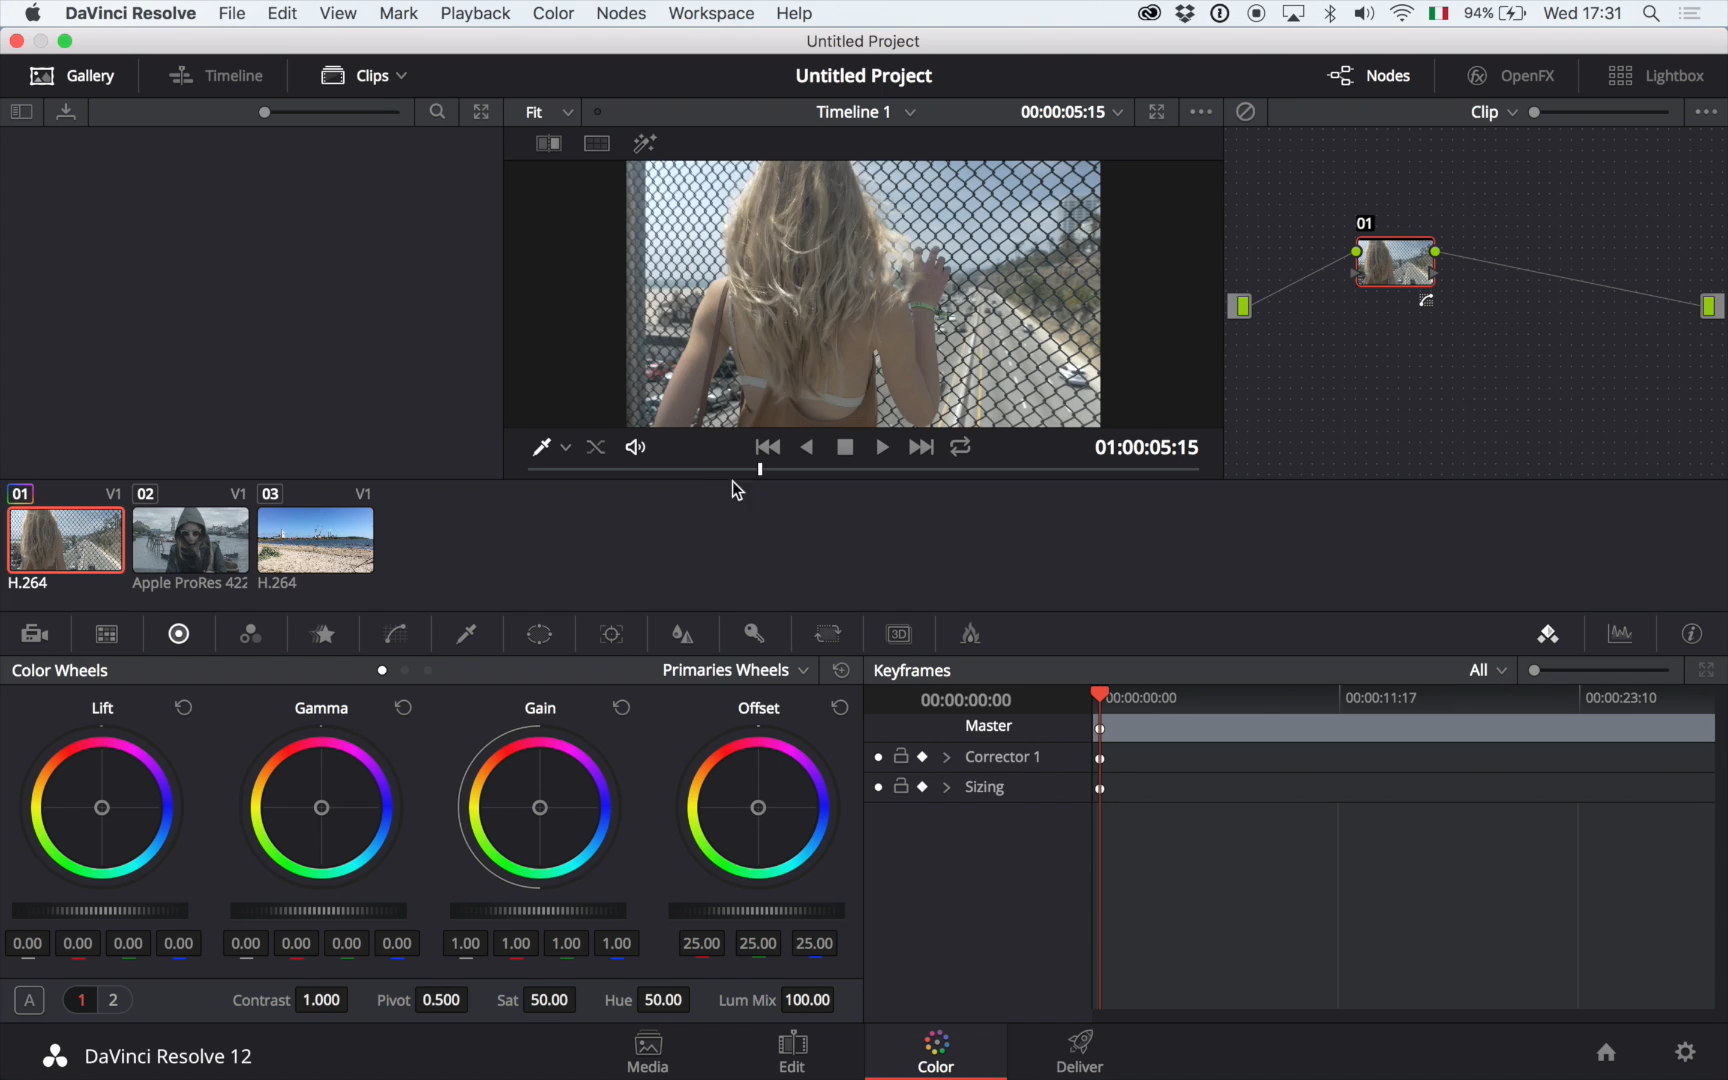 DaVinci Resolve File Edit View Mark Playback Color Nodes Workspace Help 94% Wed 17:31
Untitled Project
Gallery Timeline Clips Untitled Project Nodes OpenFX Lightbox
Fit Timeline 1 00:00:05:15 Clip
01
01:00:05:15
01 V1 02 V1 03 V1
H.264 Apple ProRes 422 H.264
3D
Color Wheels Primaries Wheels Keyframes All
Lift Gamma Gain Offset 00:00:00:00 00:00:00:00 00:00:11:17 00:00:23:10
Master
Corrector 1
Sizing
0.00 0.00 0.00 0.00 0.00 0.00 0.00 0.00 1.00 1.00 1.00 1.00 25.00 25.00 25.00
A 1 2 Contrast 1.000 Pivot 0.500 Sat 50.00 Hue 50.00 Lum Mix 100.00
DaVinci Resolve 12 Media Edit Color Deliver